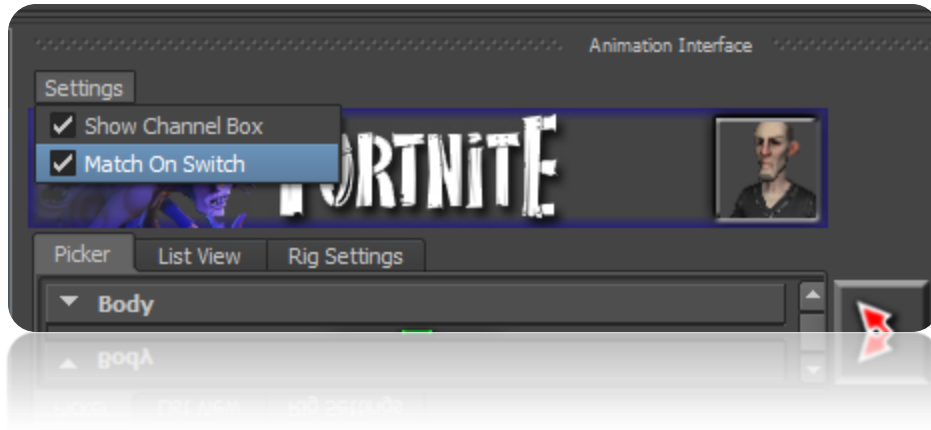 Animation Interface
Settings
Show Channel Box
Match On Switch
FORTNITE
Picker List View Rig Settings
Body